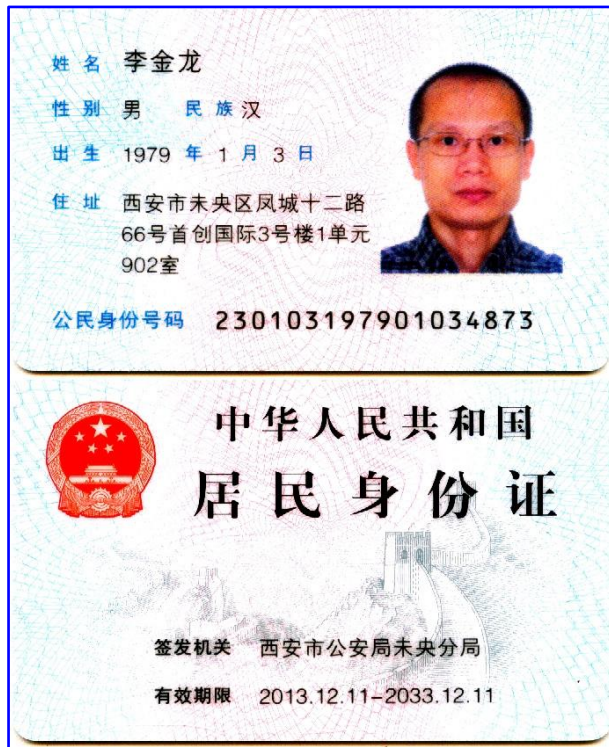 姓名 李金龙
性别 男 民族 汉
出生 1979 年 1 月 3 日
住址 西安市未央区凤城十二路
66号首创国际3号楼1单元
902室
公民身份号码 230103197901034873
中华人民共和国
居民身份证
签发机关 西安市公安局未央分局
有效期限 2013.12.11-2033.12.11